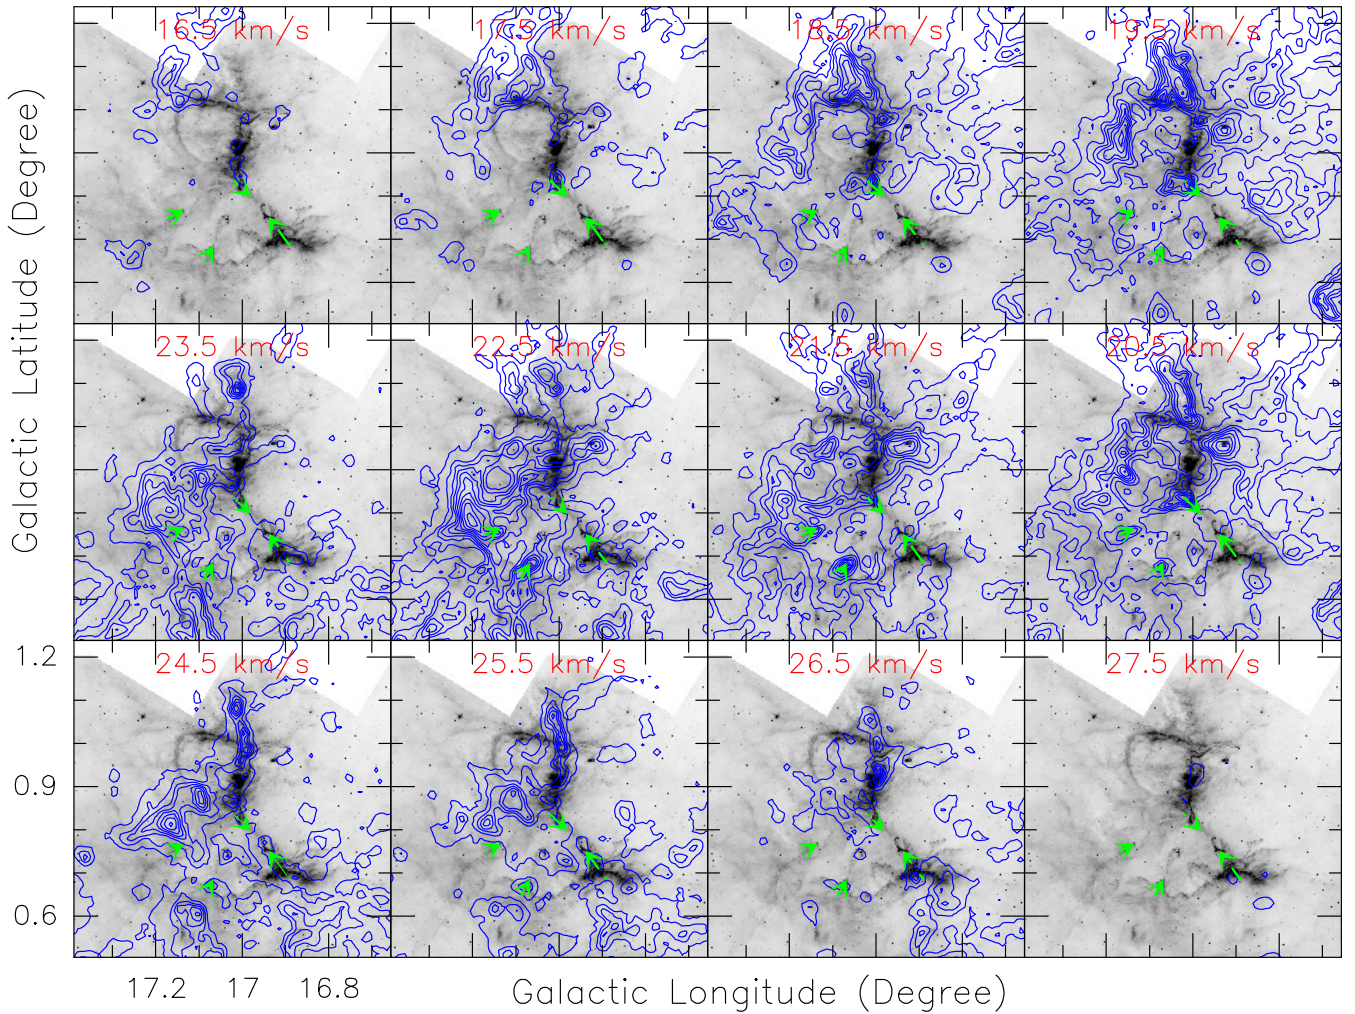 16.5 km/s
17.5 km/s
18.5 km/s
19.5 km/s
23.5 km/s
22.5 km/s
21.5 km/s
20.5 km/s
24.5 km/s
25.5 km/s
26.5 km/s
27.5 km/s
Galactic Latitude (Degree)
1.2
0.9
0.6
17.2 17 16.8
Galactic Longitude (Degree)